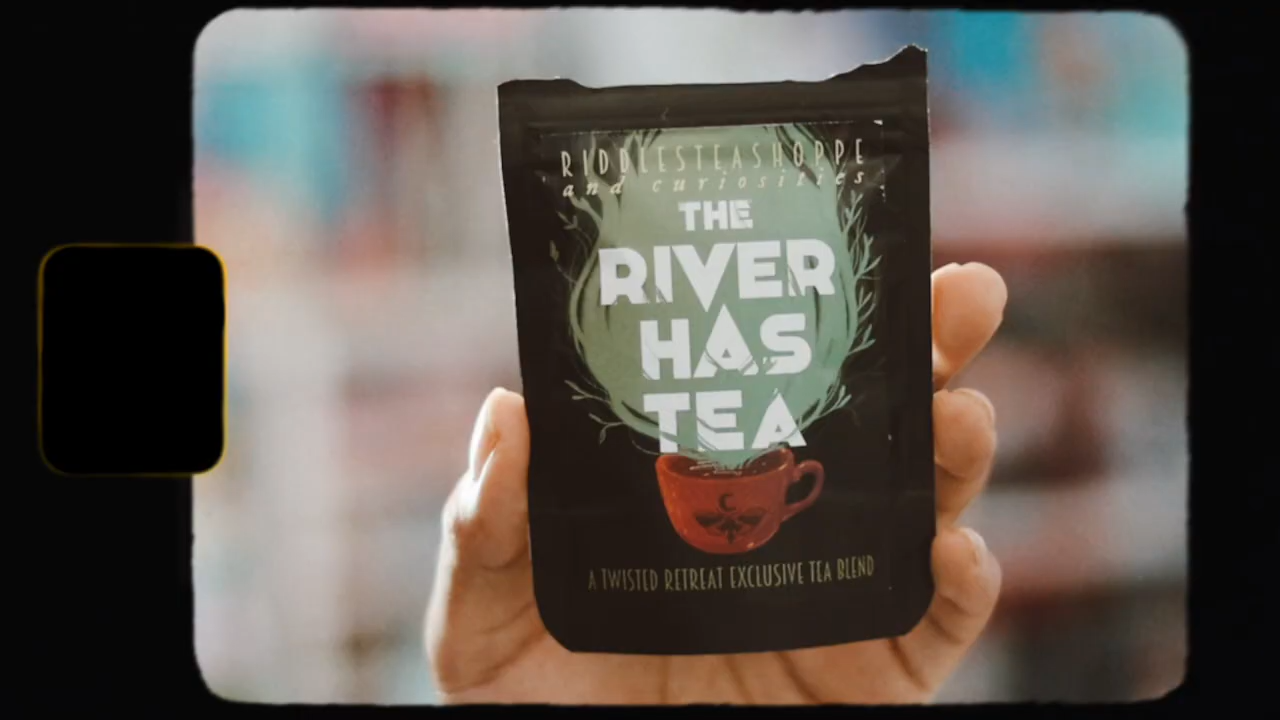 RIDDLESTEASHOPPE
and curiosities
THE
RIVER
HAS
TEA
A TWISTED RETREAT EXCLUSIVE TEA BLEND